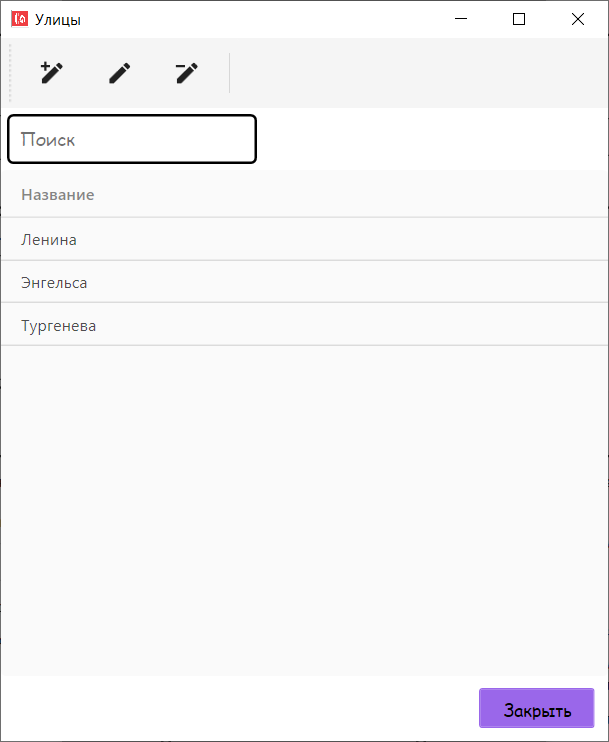 Улицы
Поиск
Название
Ленина
Энгельса
Тургенева
Закрыть